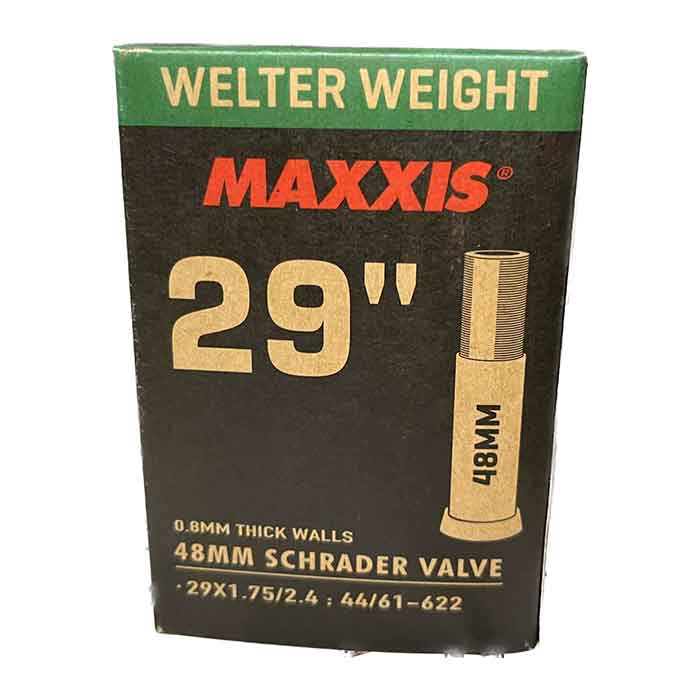 WELTER WEIGHT
MAXXIS®
29"
48MM
0.8MM THICK WALLS
48MM SCHRADER VALVE
·29X1.75/2.4 : 44/61-622